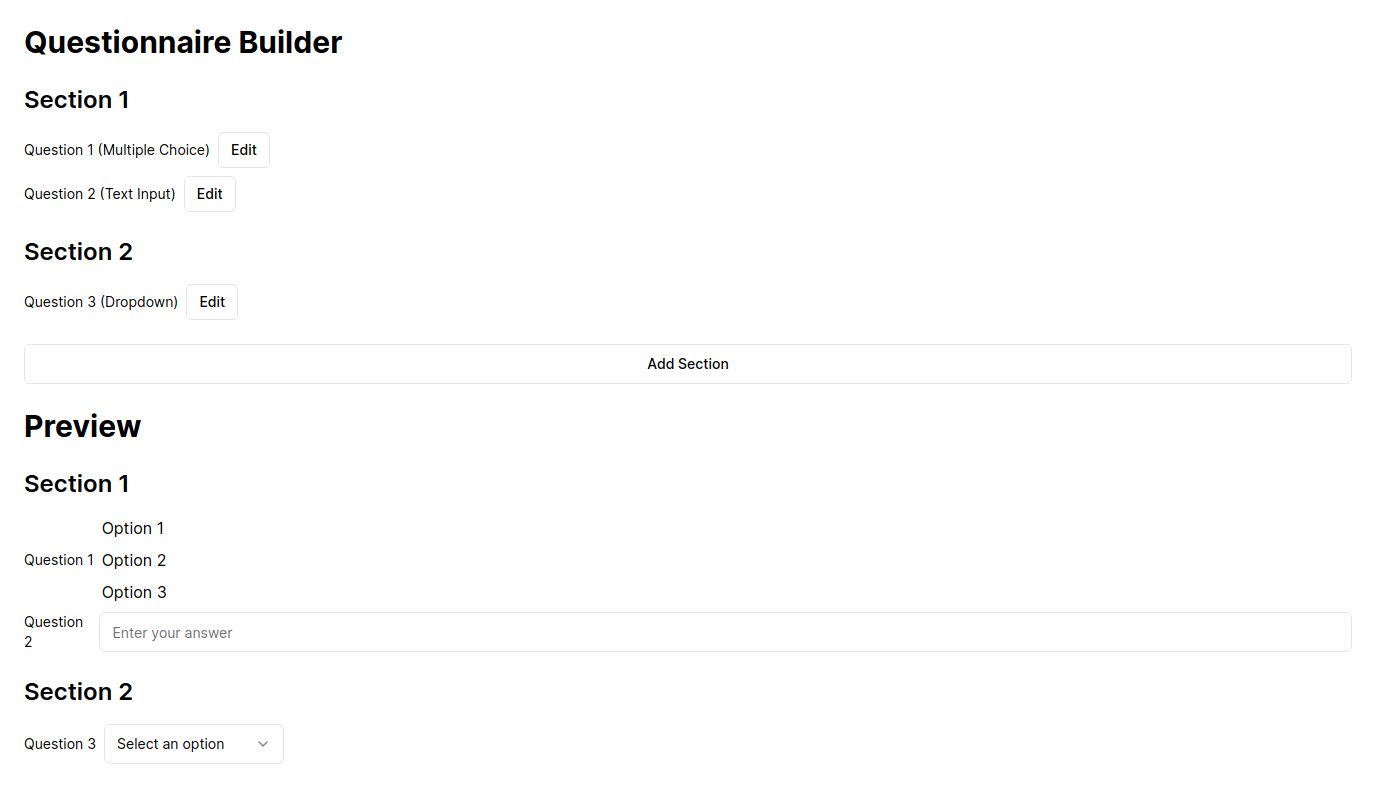 Questionnaire Builder
Section 1
Question 1 (Multiple Choice) Edit
Question 2 (Text Input) Edit
Section 2
Question 3 (Dropdown) Edit
Add Section
Preview
Section 1
Option 1
Question 1 Option 2
Option 3
Question
2
Enter your answer
Section 2
Question 3 Select an option